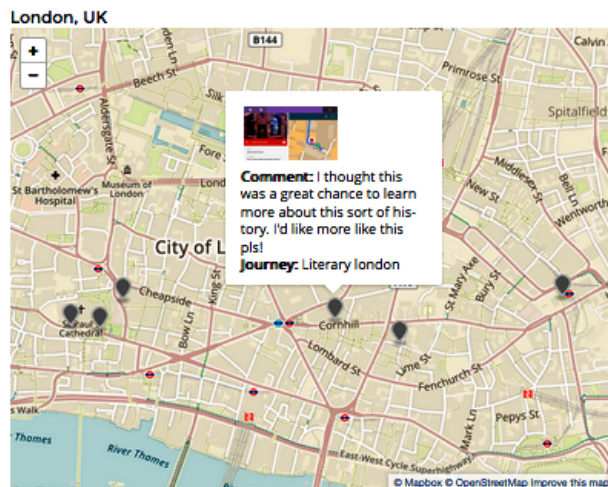 London, UK
+
−
B144
Beech St
Silk
Primrose St
Calvin
Spitalfield
Aldersgate St
Fore
Middlesex St
Bell Ln
Wentworth
New St
St Bartholomew's
Hospital
Museum of
London
Lond
Comment: I thought this
was a great chance to learn
more about this sort of his-
tory. I'd like more like this
pls!
Journey: Literary london
City of L
King St
Cheapside
St Mary Axe
Bury St
Bow Ln
Cathedral
Cornhill
Lombard St
Lime St
Fenchurch St
s Walk
Mark Ln
Pepys St
Thames
River Thames
East-West Cycle Superhighway
© Mapbox © OpenStreetMap Improve this map